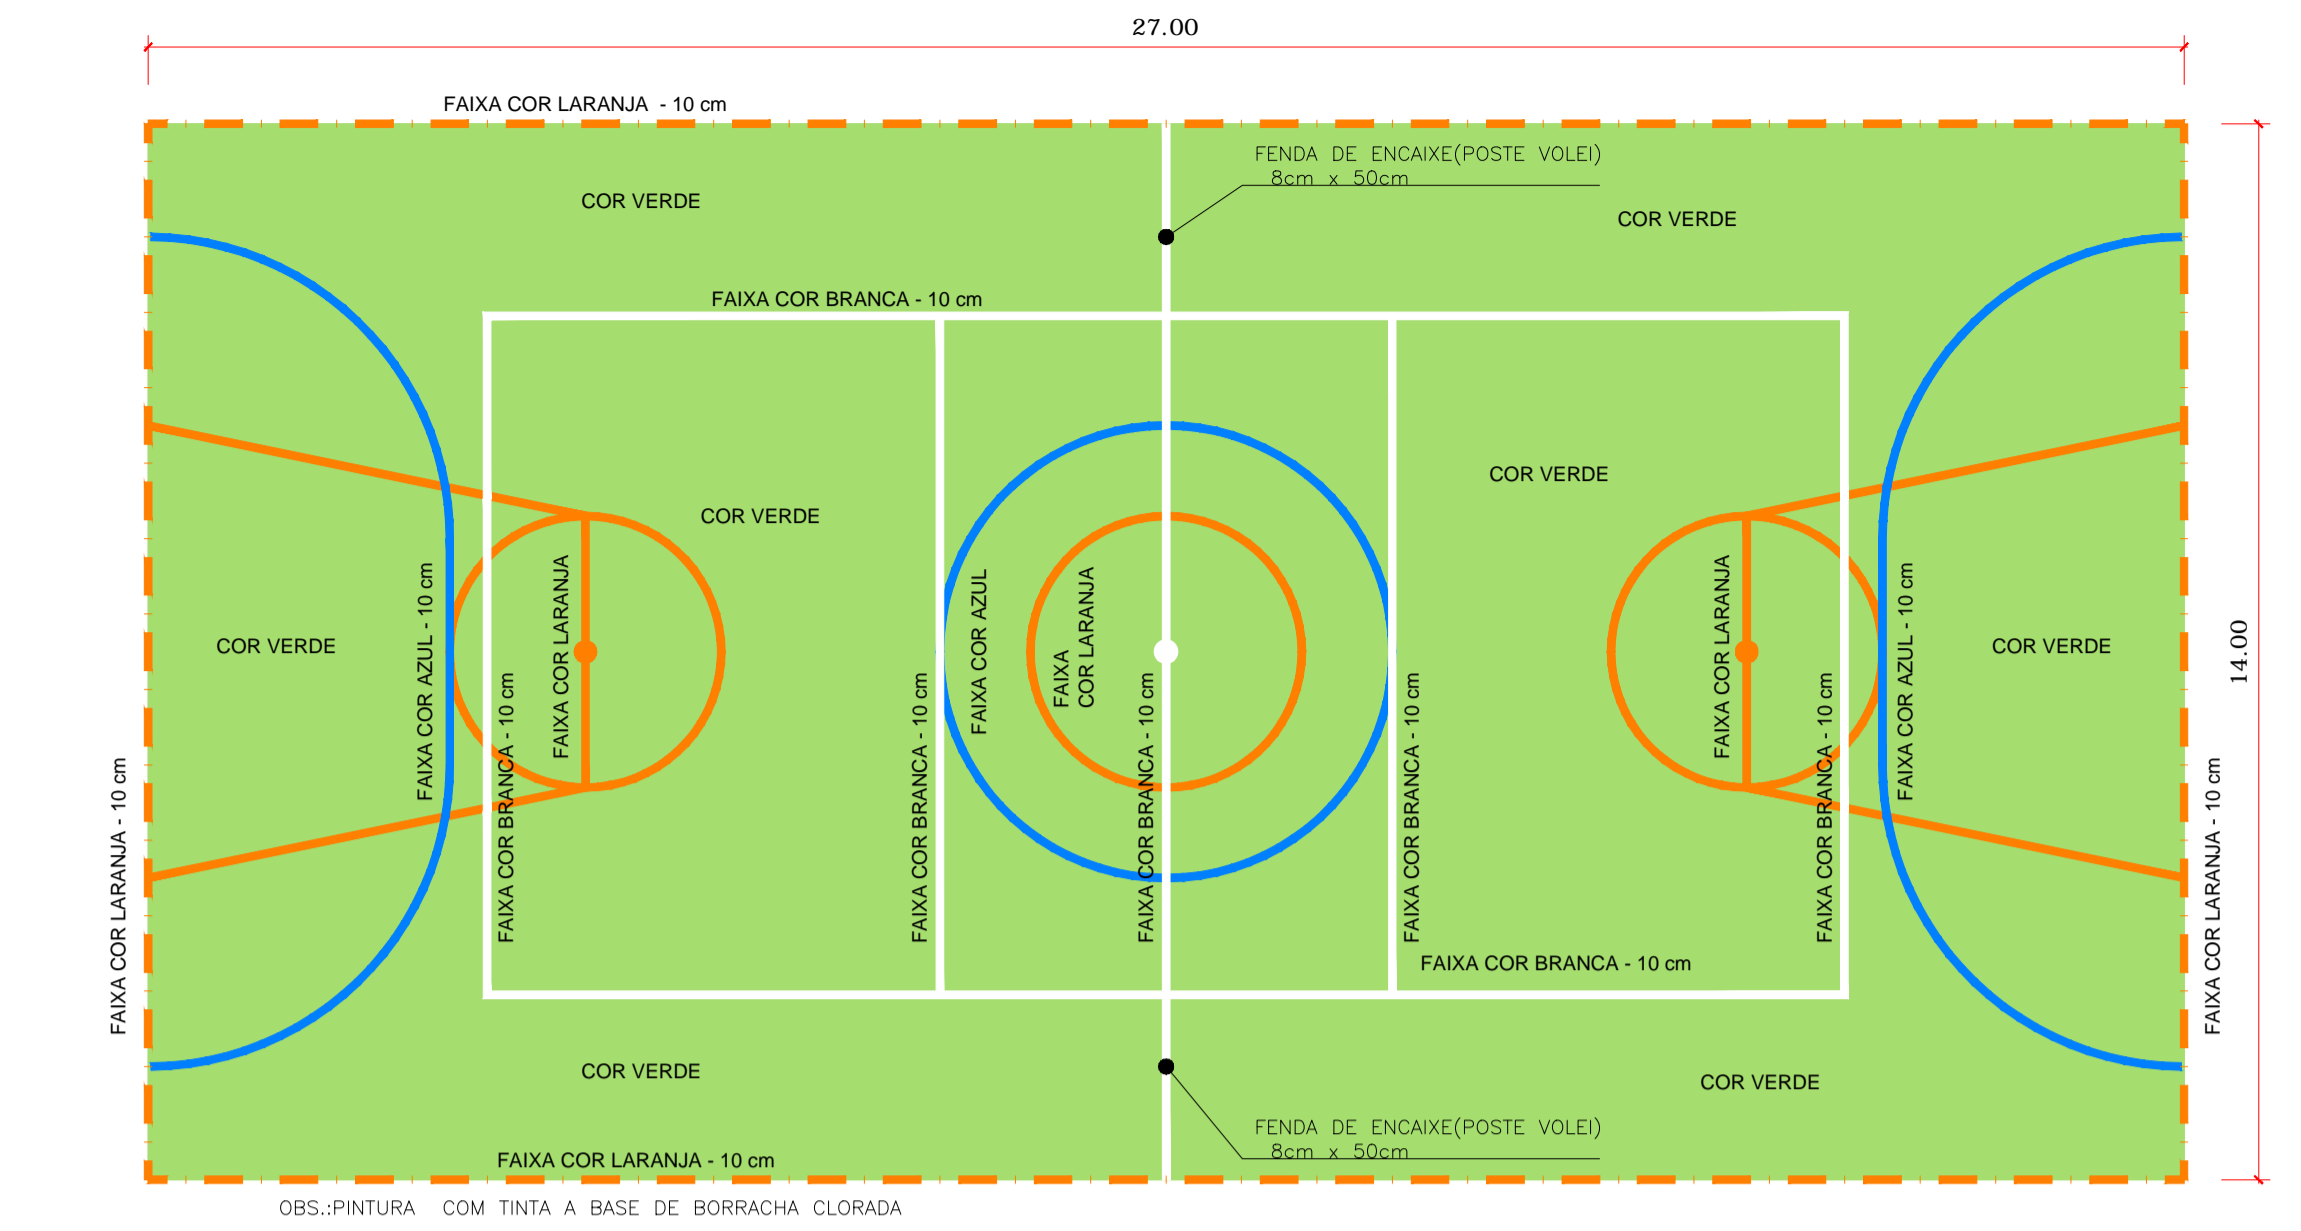 27.00
FAIXA COR LARANJA - 10 cm
FENDA DE ENCAIXE(POSTE VOLEI)
8cm x 50cm
COR VERDE
COR VERDE
FAIXA COR BRANCA - 10 cm
COR VERDE
COR VERDE
COR VERDE
COR VERDE
FAIXA COR LARANJA - 10 cm
FAIXA COR AZUL - 10 cm
FAIXA COR BRANCA - 10 cm
FAIXA COR LARANJA
FAIXA COR BRANCA - 10 cm
FAIXA COR AZUL
FAIXA
COR LARANJA
FAIXA COR BRANCA - 10 cm
FAIXA COR BRANCA - 10 cm
FAIXA COR LARANJA
FAIXA COR BRANCA - 10 cm
FAIXA COR AZUL - 10 cm
FAIXA COR LARANJA - 10 cm
14.00
FAIXA COR BRANCA - 10 cm
COR VERDE
COR VERDE
FENDA DE ENCAIXE(POSTE VOLEI)
8cm x 50cm
FAIXA COR LARANJA - 10 cm
OBS.:PINTURA COM TINTA A BASE DE BORRACHA CLORADA